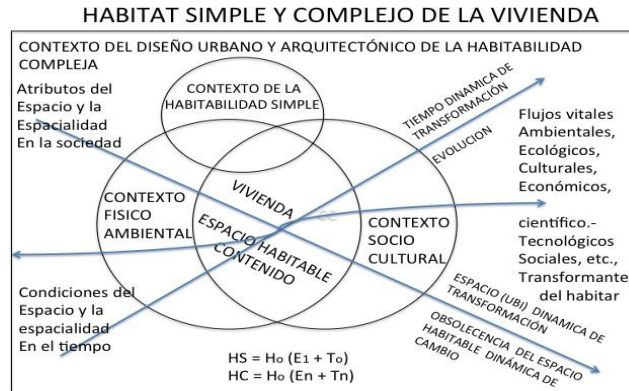 HABITAT SIMPLE Y COMPLEJO DE LA VIVIENDA
CONTEXTO DEL DISEÑO URBANO Y ARQUITECTÓNICO DE LA HABITABILIDAD
COMPLEJA
Atributos del
Espacio y la
Espacialidad
En la sociedad
CONTEXTO DE LA
HABITABILIDAD SIMPLE
TIEMPO DINAMICA DE
TRANSFORMACIÓN
EVOLUCION
Flujos vitales
Ambientales,
Ecológicos,
Culturales,
Económicos,
científico.-
Tecnológicos
Sociales, etc.,
Transformante
del habitar
CONTEXTO
FISICO
AMBIENTAL
VIVIENDA
ESPACIO HABITABLE
CONTENIDO
CONTEXTO
SOCIO
CULTURAL
Condiciones del
Espacio y la
espacialidad
En el tiempo
ESPACIO (UBI) DINAMICA DE
TRANSFORMACIÓN
OBSOLECENCIA DEL ESPACIO
HABITABLE DINÁMICA DE
CAMBIO
HS = Ho (E1 + To)
HC = Ho (En + Tn)